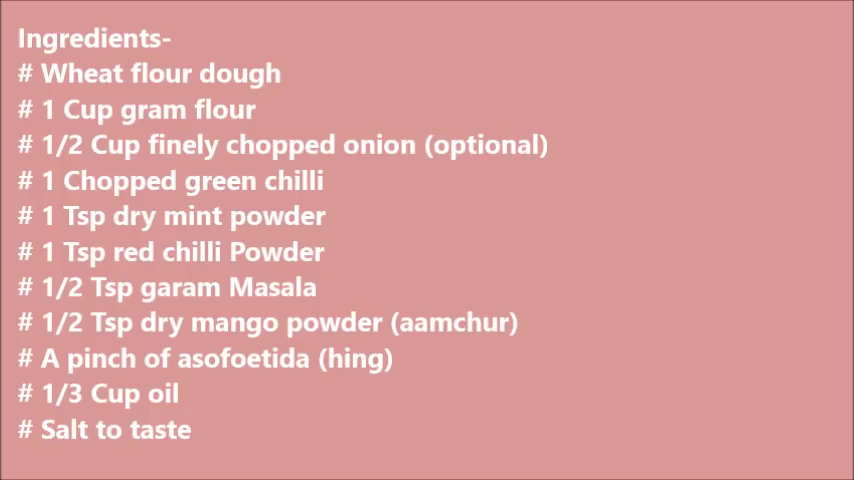 Ingredients-
# Wheat flour dough
# 1 Cup gram flour
# 1/2 Cup finely chopped onion (optional)
# 1 Chopped green chilli
# 1 Tsp dry mint powder
# 1 Tsp red chilli Powder
# 1/2 Tsp garam Masala
# 1/2 Tsp dry mango powder (aamchur)
# A pinch of asofoetida (hing)
# 1/3 Cup oil
# Salt to taste